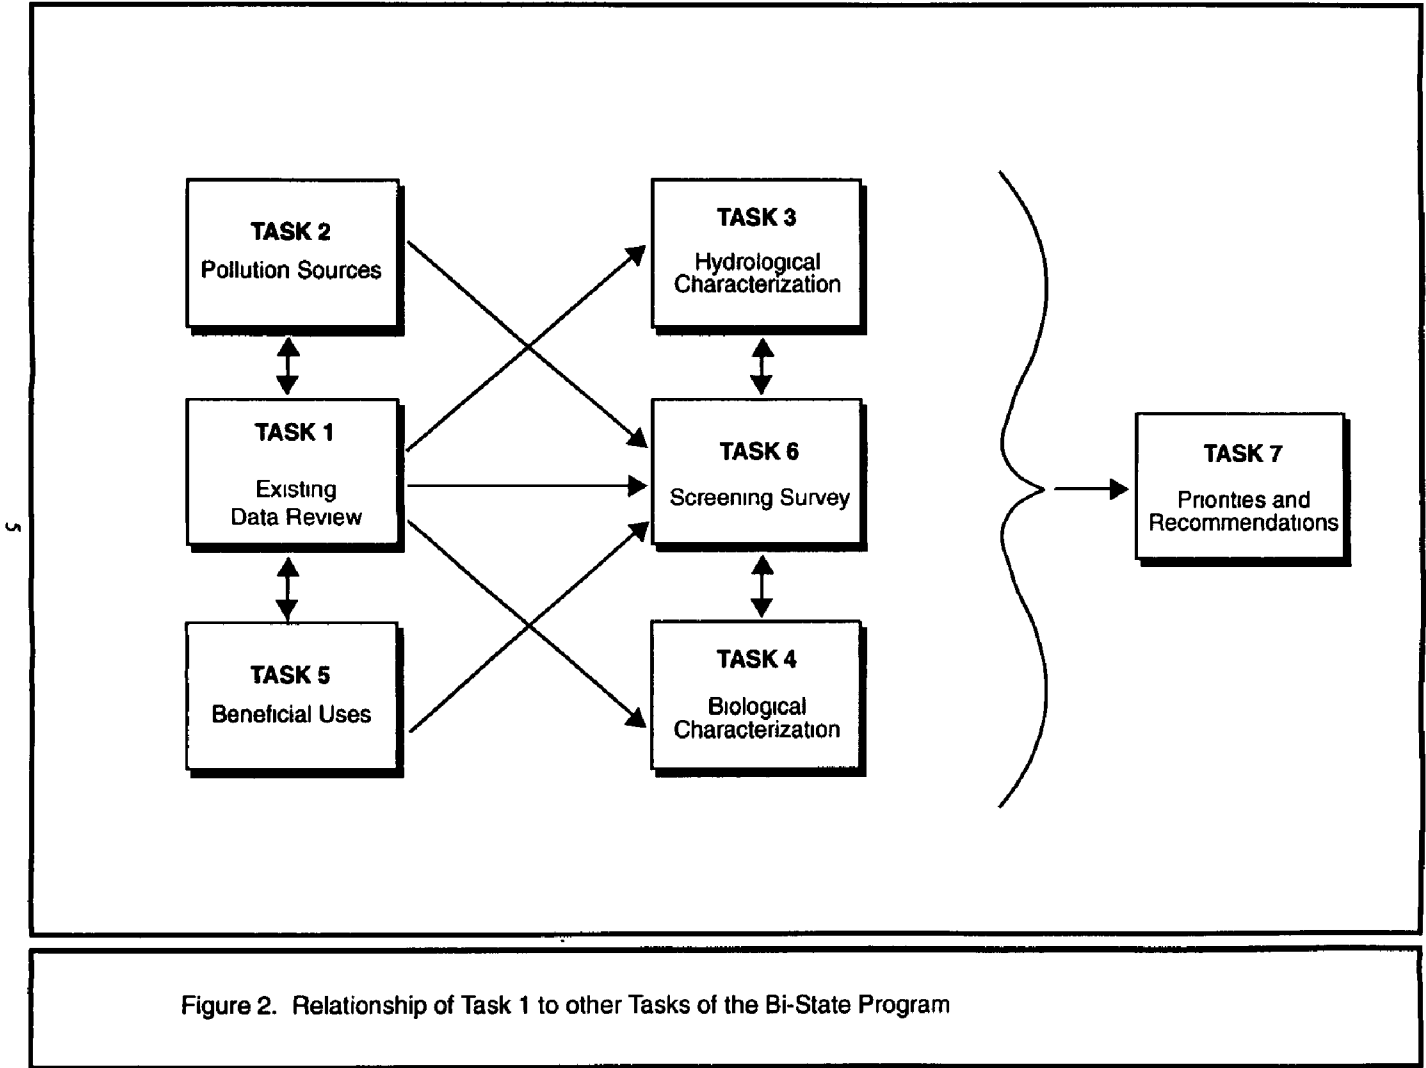 TASK 2
Pollution Sources
TASK 3
Hydrological
Characterization
TASK 1
Existing
Data Review
TASK 6
Screening Survey
TASK 7
Priorities and
Recommendations
TASK 5
Beneficial Uses
TASK 4
Biological
Characterization
5
Figure 2. Relationship of Task 1 to other Tasks of the Bi-State Program